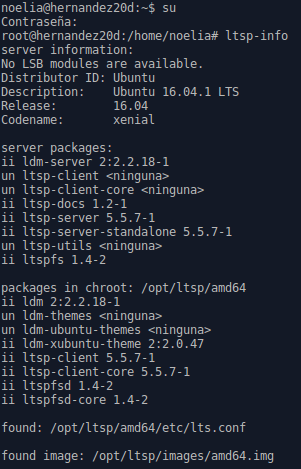 noelia@hernandez20d:~$ su
Contraseña:
root@hernandez20d:/home/noelia# ltsp-info
server information:
No LSB modules are available.
Distributor ID: Ubuntu
Description:    Ubuntu 16.04.1 LTS
Release:        16.04
Codename:       xenial

server packages:
ii ldm-server 2:2.2.18-1
un ltsp-client <ninguna>
un ltsp-client-core <ninguna>
ii ltsp-docs 1.2-1
ii ltsp-server 5.5.7-1
ii ltsp-server-standalone 5.5.7-1
un ltsp-utils <ninguna>
ii ltspfs 1.4-2

packages in chroot: /opt/ltsp/amd64
ii ldm 2:2.2.18-1
un ldm-themes <ninguna>
un ldm-ubuntu-themes <ninguna>
ii ldm-xubuntu-theme 2:2.0.47
ii ltsp-client 5.5.7-1
ii ltsp-client-core 5.5.7-1
ii ltspfsd 1.4-2
ii ltspfsd-core 1.4-2

found: /opt/ltsp/amd64/etc/lts.conf

found image: /opt/ltsp/images/amd64.img